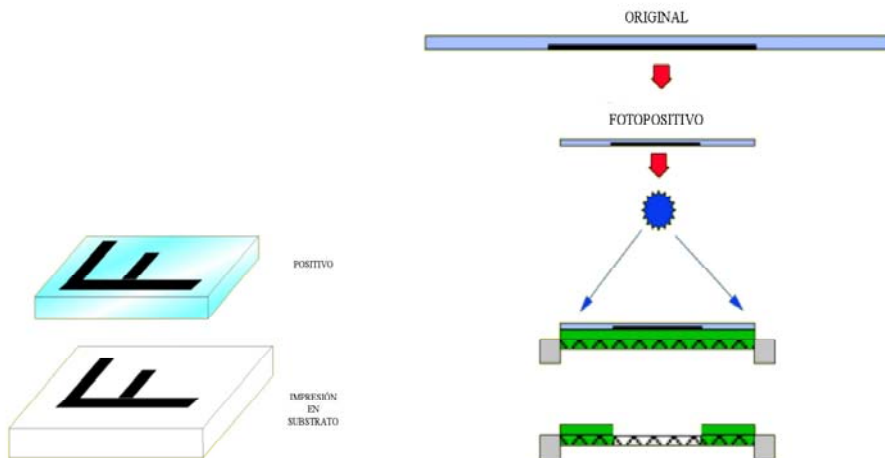 ORIGINAL
FOTOPOSITIVO
POSITIVO
IMPRESIÓN
EN
SUBSTRATO